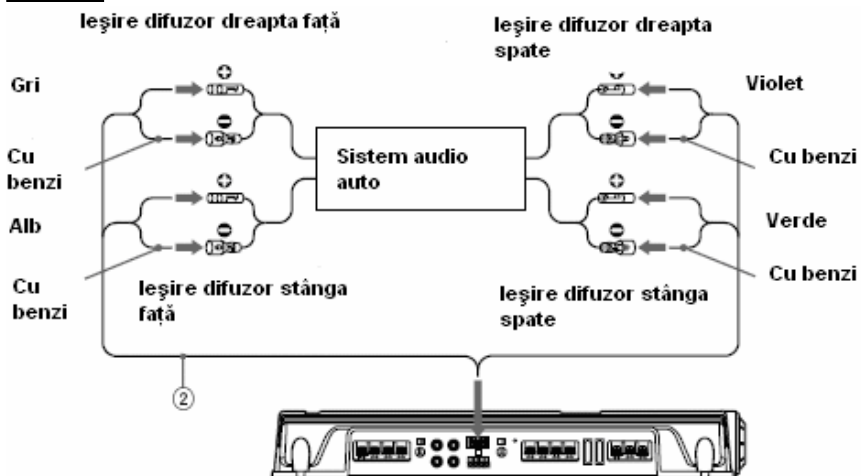 Ieşire difuzor dreapta faţă
Ieşire difuzor dreapta
spate
Gri
Violet
Cu
benzi
Sistem audio
auto
Cu benzi
Alb
Verde
Cu
benzi
Ieşire difuzor stânga
faţă
Ieşire difuzor stânga
spate
Cu benzi
2